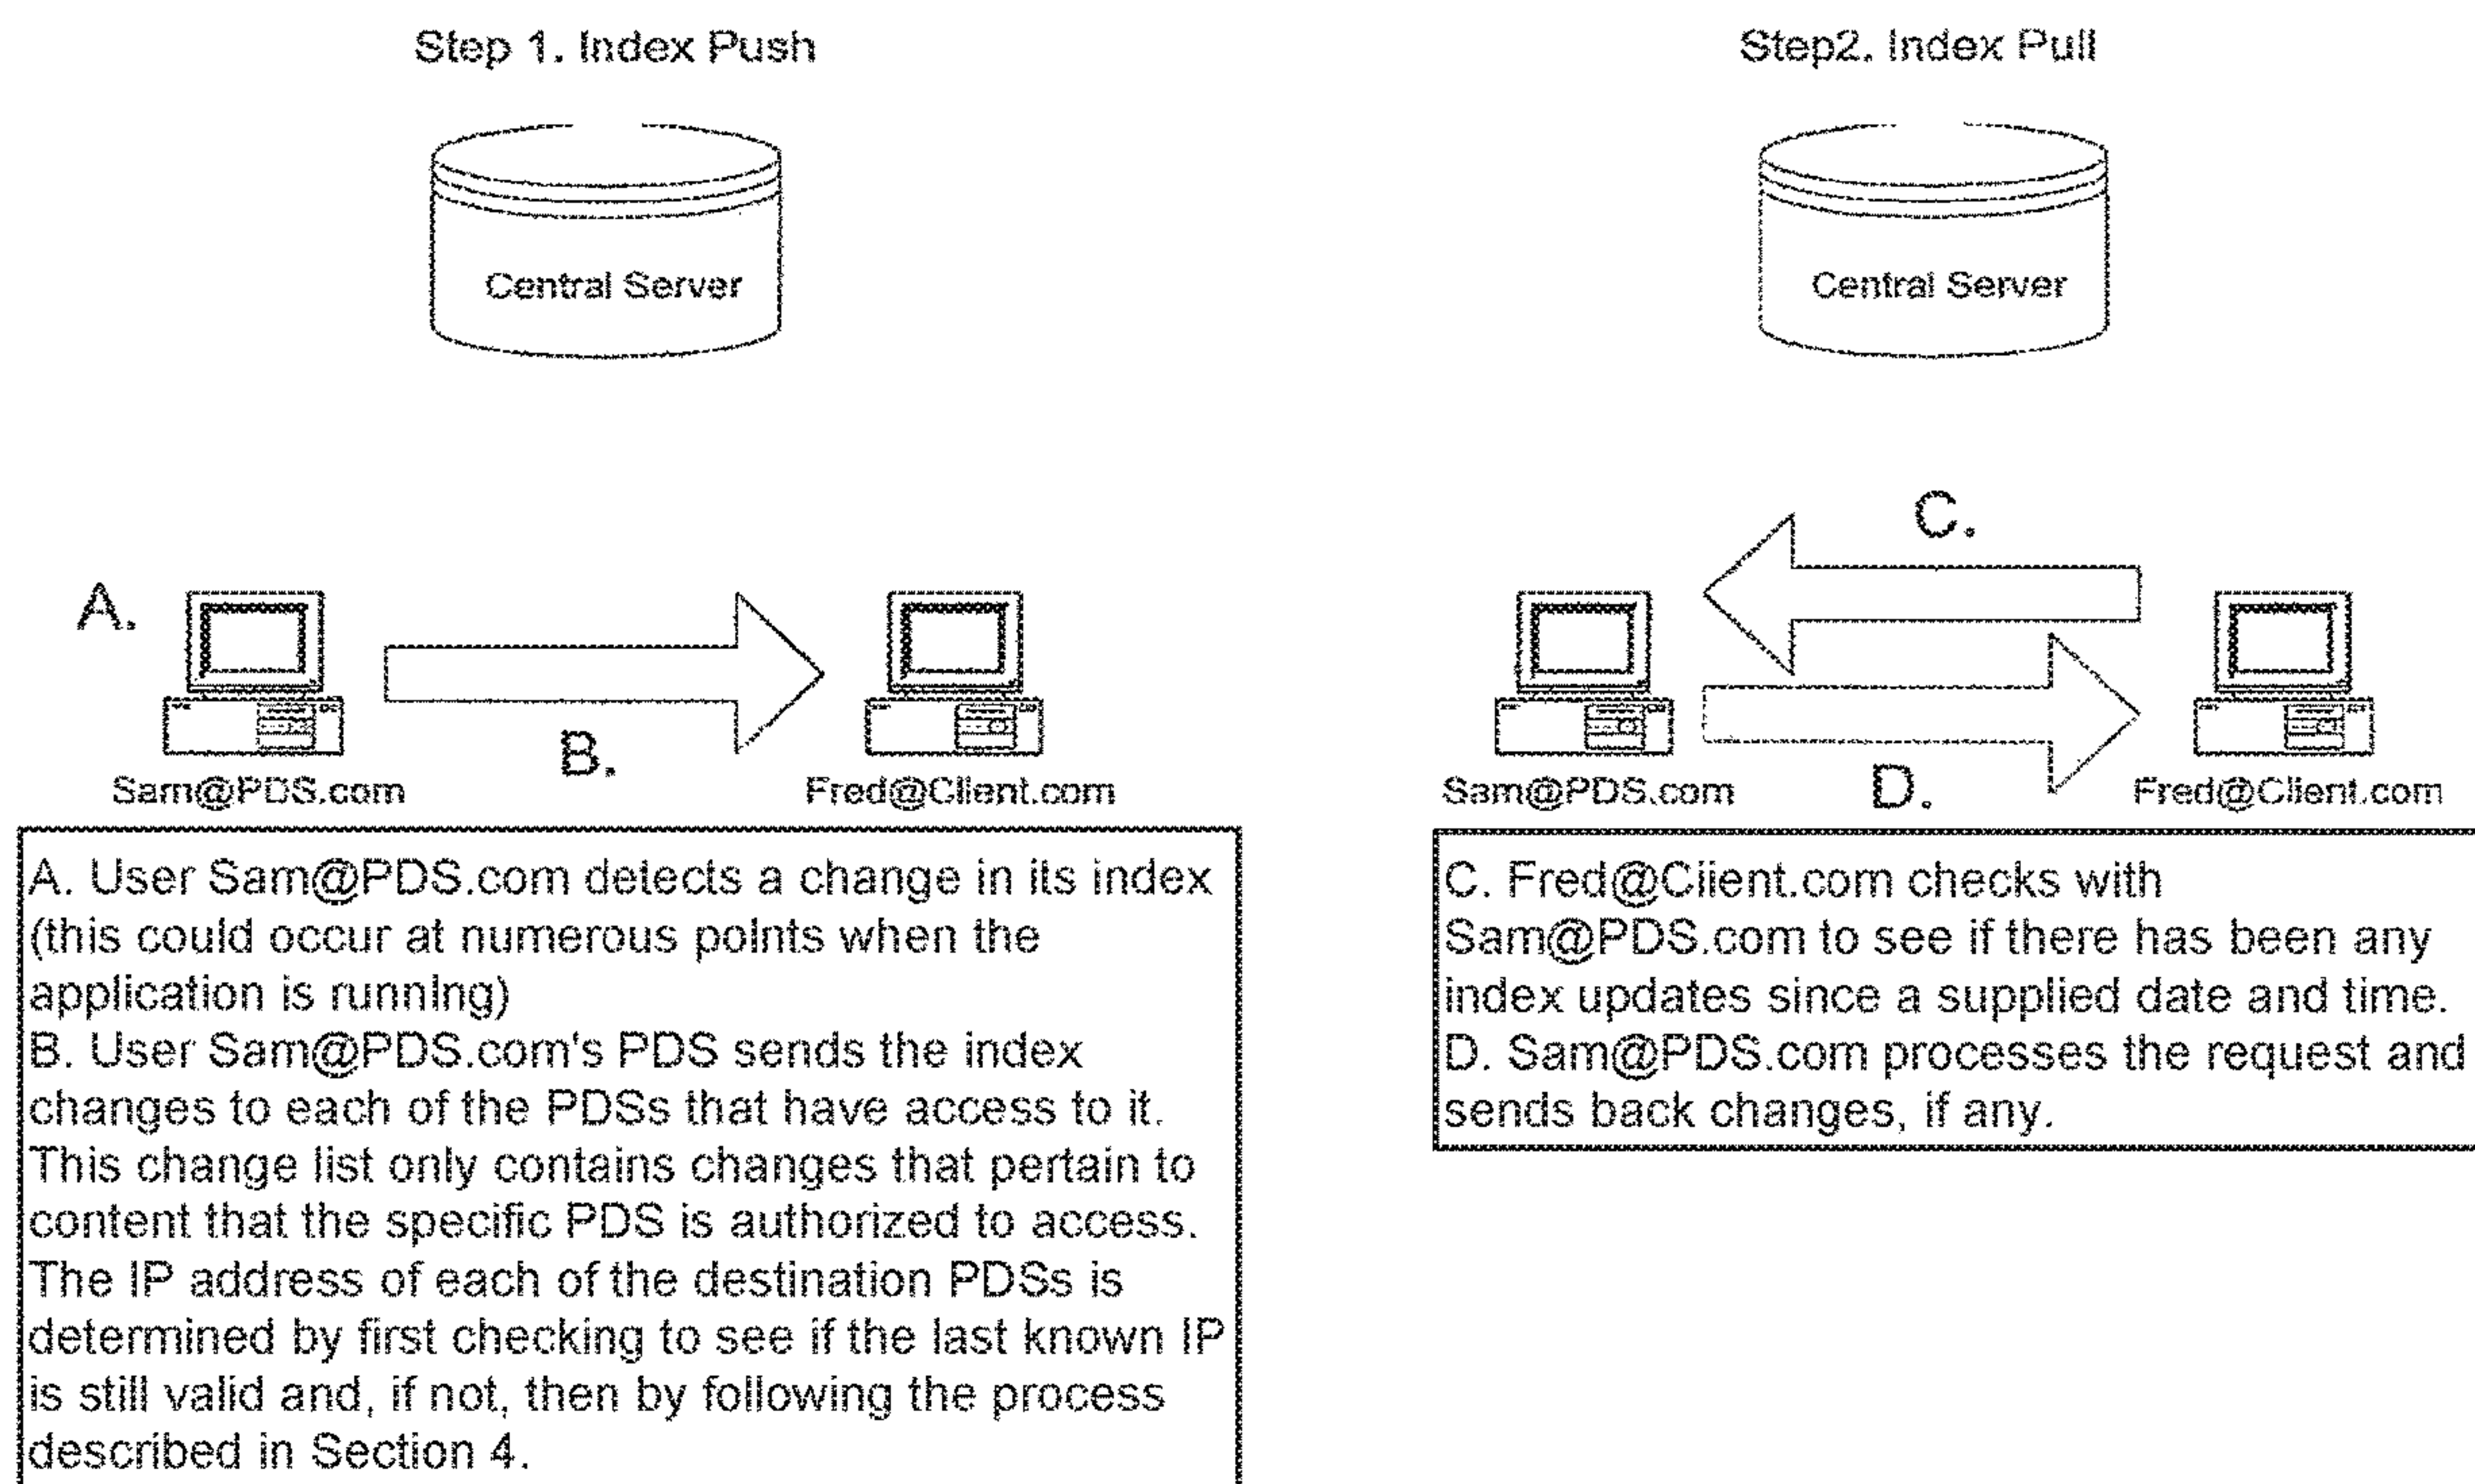 Step 1. Index Push
Central Server
A.
B.
Sam@PDS.com
Fred@Client.com
A. User Sam@PDS.com detects a change in its index
(this could occur at numerous points when the
application is running)
B. User Sam@PDS.com's PDS sends the index
changes to each of the PDSs that have access to it.
This change list only contains changes that pertain to
content that the specific PDS is authorized to access.
The IP address of each of the destination PDSs is
determined by first checking to see if the last known IP
is still valid and, if not, then by following the process
described in Section 4.
Step2. Index Pull
Central Server
C.
D.
Sam@PDS.com
Fred@Client.com
C. Fred@Client.com checks with
Sam@PDS.com to see if there has been any
index updates since a supplied date and time.
D. Sam@PDS.com processes the request and
sends back changes, if any.